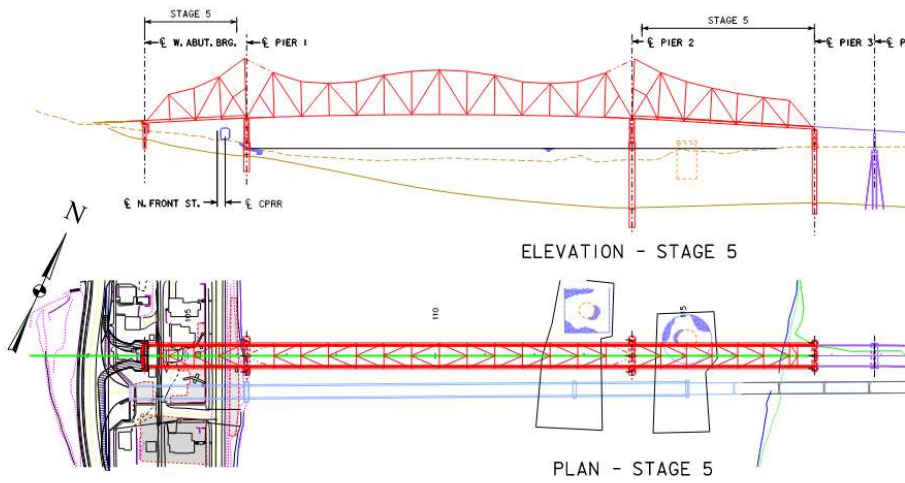 STAGE 5
STAGE 5
℄ W. ABUT. BRG.
℄ PIER 1
℄ PIER 2
℄ PIER 3
℄ P
℄ N. FRONT ST.
℄ CPRR
ELEVATION - STAGE 5
N
105
110
115
PLAN - STAGE 5